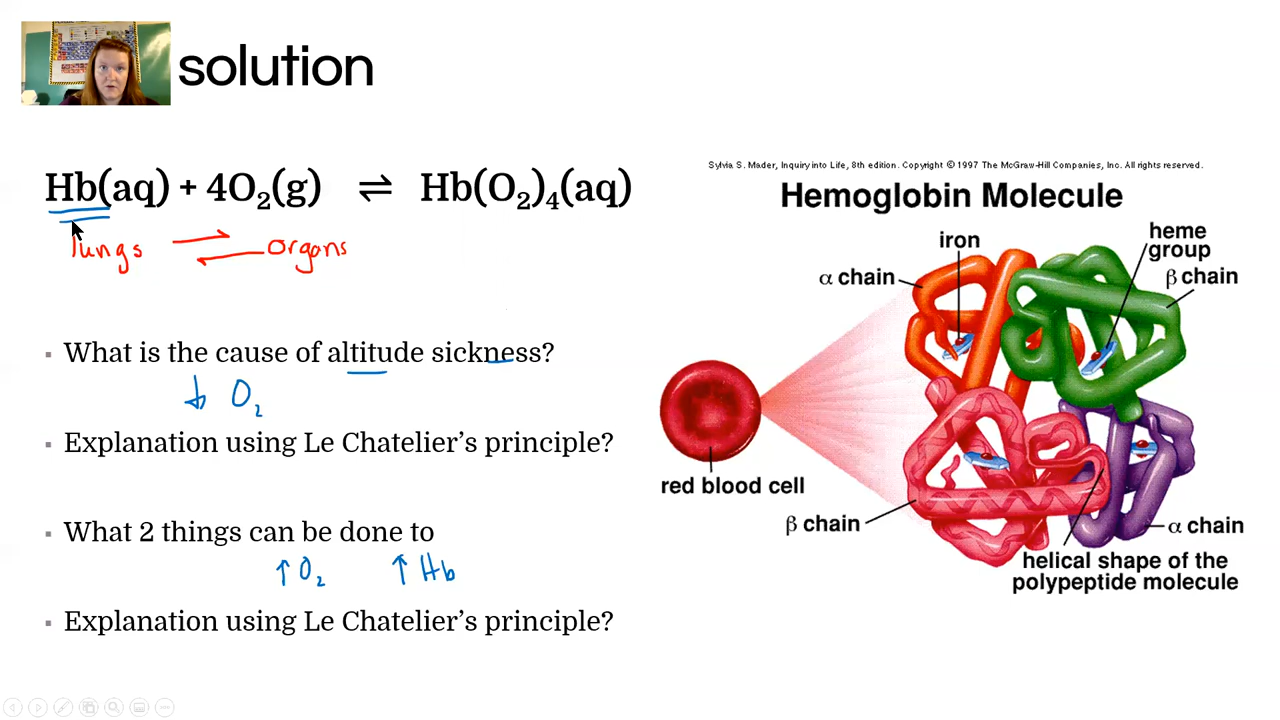 solution
Hb(aq) + 4O₂(g) ⇌ Hb(O₂)₄(aq)
lungs ⇌ organs
What is the cause of altitude sickness?
↓ O₂
Explanation using Le Chatelier’s principle?
What 2 things can be done to
↑ O₂ ↑ Hb
Explanation using Le Chatelier’s principle?
Sylvia S. Mader, Inquiry into Life, 8th edition. Copyright © 1997 The McGraw-Hill Companies, Inc. All rights reserved.
Hemoglobin Molecule
iron
heme
group
α chain
β chain
red blood cell
β chain
α chain
helical shape of the
polypeptide molecule